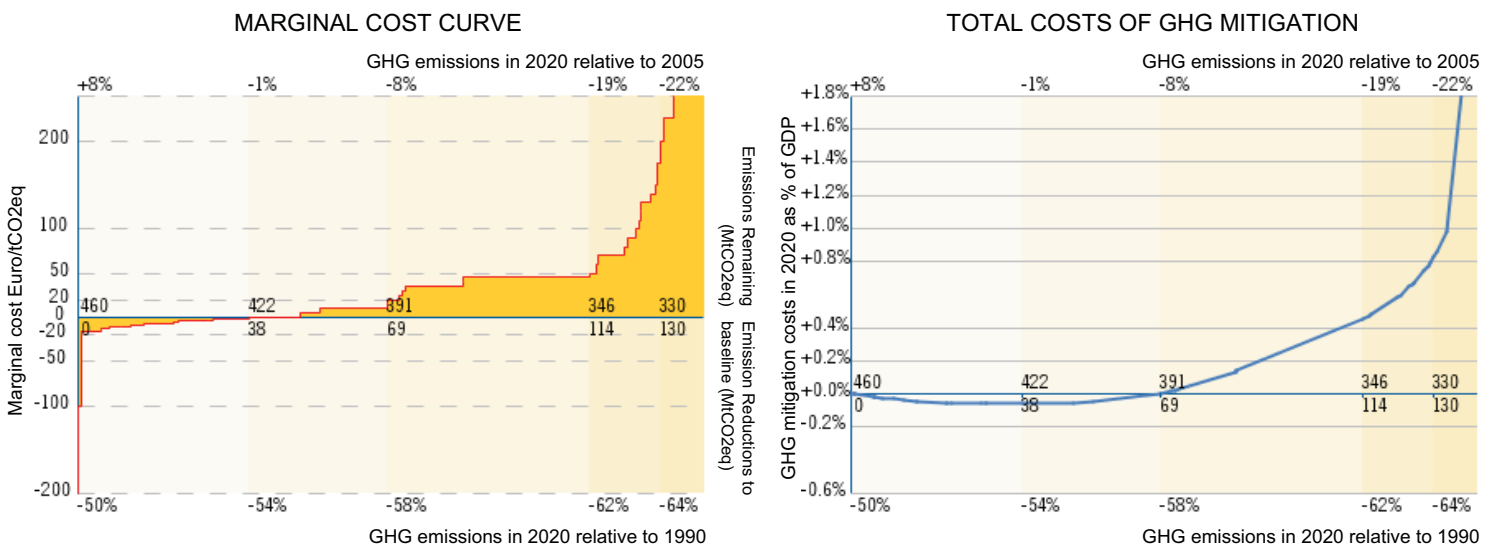 MARGINAL COST CURVE
GHG emissions in 2020 relative to 2005
+8% -1% -8% -19% -22%
Marginal cost Euro/tCO2eq
200
100
50
20
0
-20
-50
-100
-200
460 422 391 346 330
0 38 69 114 130
-50% -54% -58% -62% -64%
GHG emissions in 2020 relative to 1990
Emissions Remaining
(MtCO2eq)
Emission Reductions to
baseline (MtCO2eq)
TOTAL COSTS OF GHG MITIGATION
GHG emissions in 2020 relative to 2005
+8% -1% -8% -19% -22%
GHG mitigation costs in 2020 as % of GDP
+1.8%
+1.6%
+1.4%
+1.2%
+1.0%
+0.8%
+0.4%
+0.2%
+0.0%
-0.2%
-0.6%
460 422 391 346 330
0 38 69 114 130
-50% -54% -58% -62% -64%
GHG emissions in 2020 relative to 1990